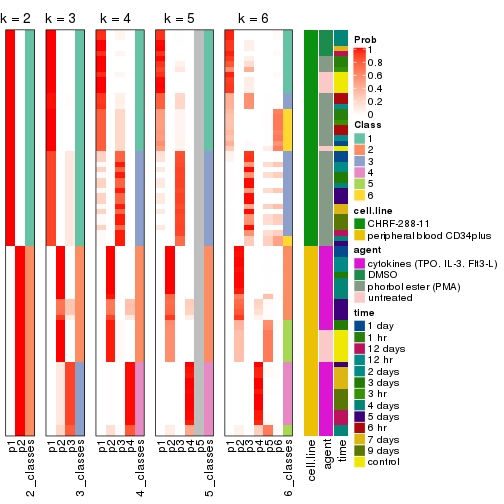 k = 2 k = 3 k = 4 k = 5 k = 6
Prob
1
0.8
0.6
0.4
0.2
0
Class
1
2
3
4
5
6
cell.line
CHRF-288-11
peripheral blood CD34plus
agent
cytokines (TPO, IL-3, Flt3-L)
DMSO
phorbol ester (PMA)
untreated
time
1 day
1 hr
12 days
12 hr
2 days
3 days
3 hr
4 days
5 days
6 hr
7 days
9 days
control
p1 p2 2_classes p1 p2 p3 3_classes p1 p2 p3 p4 4_classes p1 p2 p3 p4 p5 5_classes p1 p2 p3 p4 p5 p6 6_classes cell.line agent time